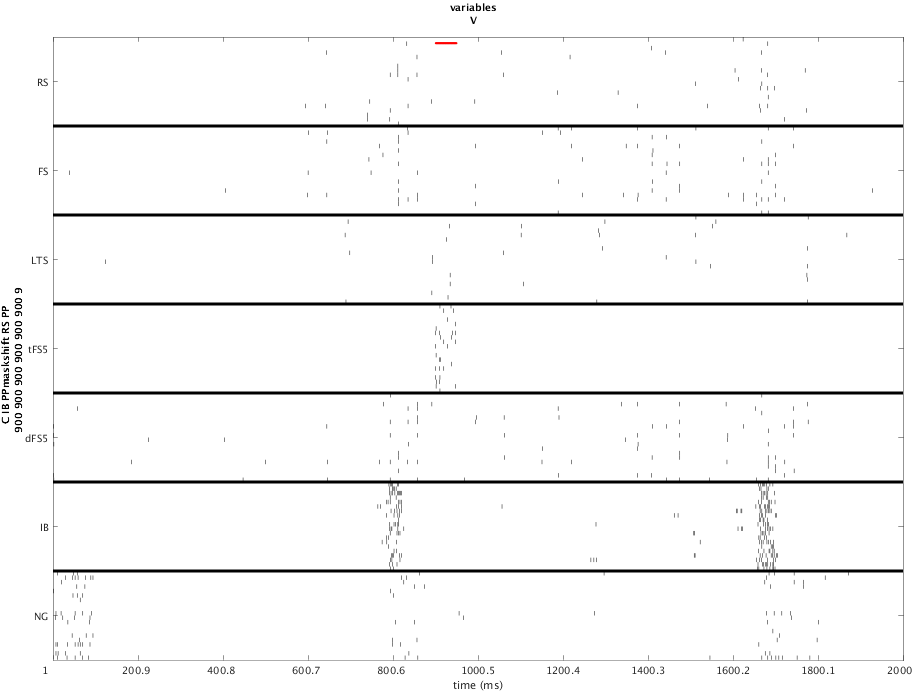 variables
V
RS
FS
LTS
tFS5
dFS5
IB
NG
C IB PPmaskshift RS PP
900 900 900 900 900 900 9
1 200.9 400.8 600.7 800.6 1000.5 1200.4 1400.3 1600.2 1800.1 2000
time (ms)